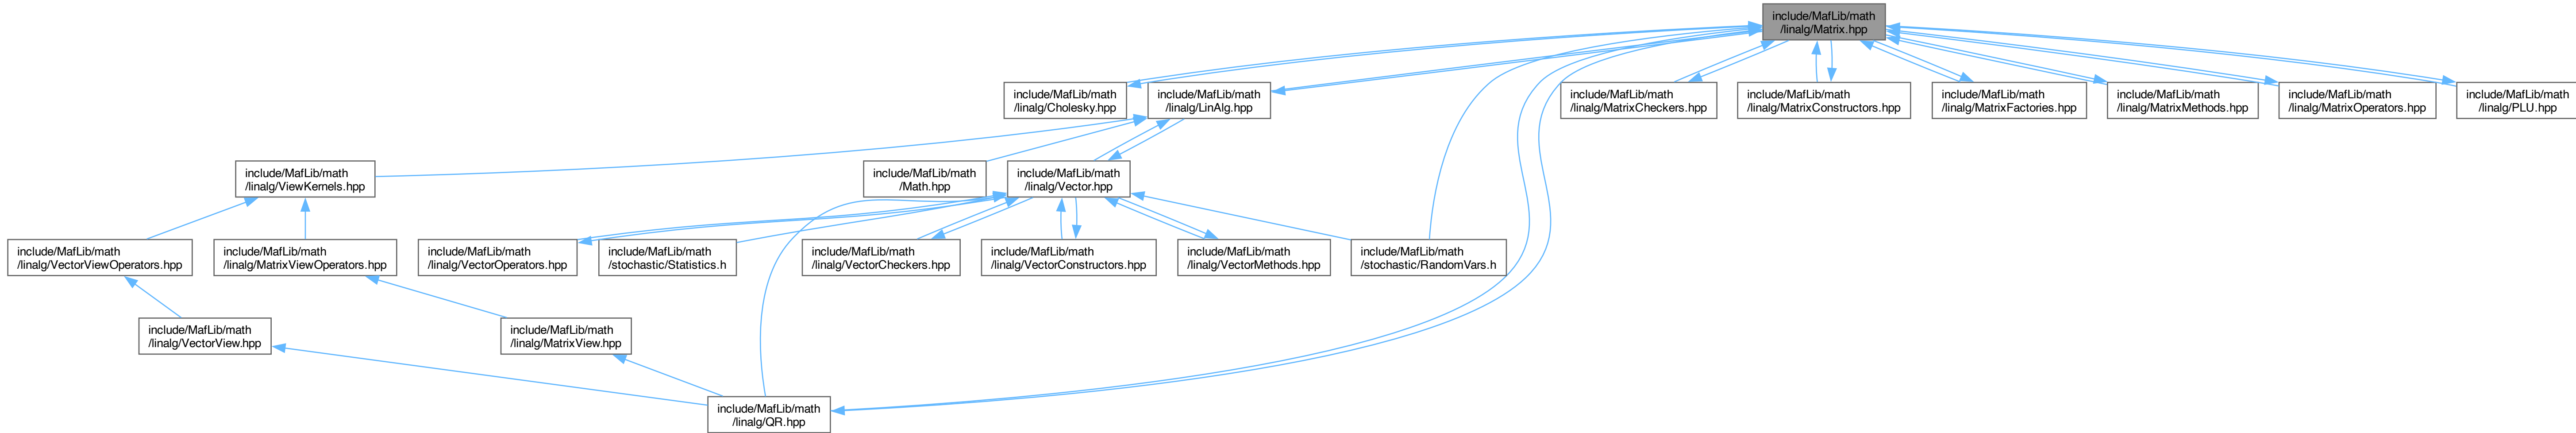 include/MafLib/math
/linalg/Matrix.hpp
include/MafLib/math
/linalg/Cholesky.hpp
include/MafLib/math
/linalg/LinAlg.hpp
include/MafLib/math
/linalg/MatrixCheckers.hpp
include/MafLib/math
/linalg/MatrixConstructors.hpp
include/MafLib/math
/linalg/MatrixFactories.hpp
include/MafLib/math
/linalg/MatrixMethods.hpp
include/MafLib/math
/linalg/MatrixOperators.hpp
include/MafLib/math
/linalg/PLU.hpp
include/MafLib/math
/linalg/ViewKernels.hpp
include/MafLib/math
/Math.hpp
include/MafLib/math
/linalg/Vector.hpp
include/MafLib/math
/linalg/VectorViewOperators.hpp
include/MafLib/math
/linalg/MatrixViewOperators.hpp
include/MafLib/math
/linalg/VectorOperators.hpp
include/MafLib/math
/stochastic/Statistics.h
include/MafLib/math
/linalg/VectorCheckers.hpp
include/MafLib/math
/linalg/VectorConstructors.hpp
include/MafLib/math
/linalg/VectorMethods.hpp
include/MafLib/math
/stochastic/RandomVars.h
include/MafLib/math
/linalg/VectorView.hpp
include/MafLib/math
/linalg/MatrixView.hpp
include/MafLib/math
/linalg/QR.hpp